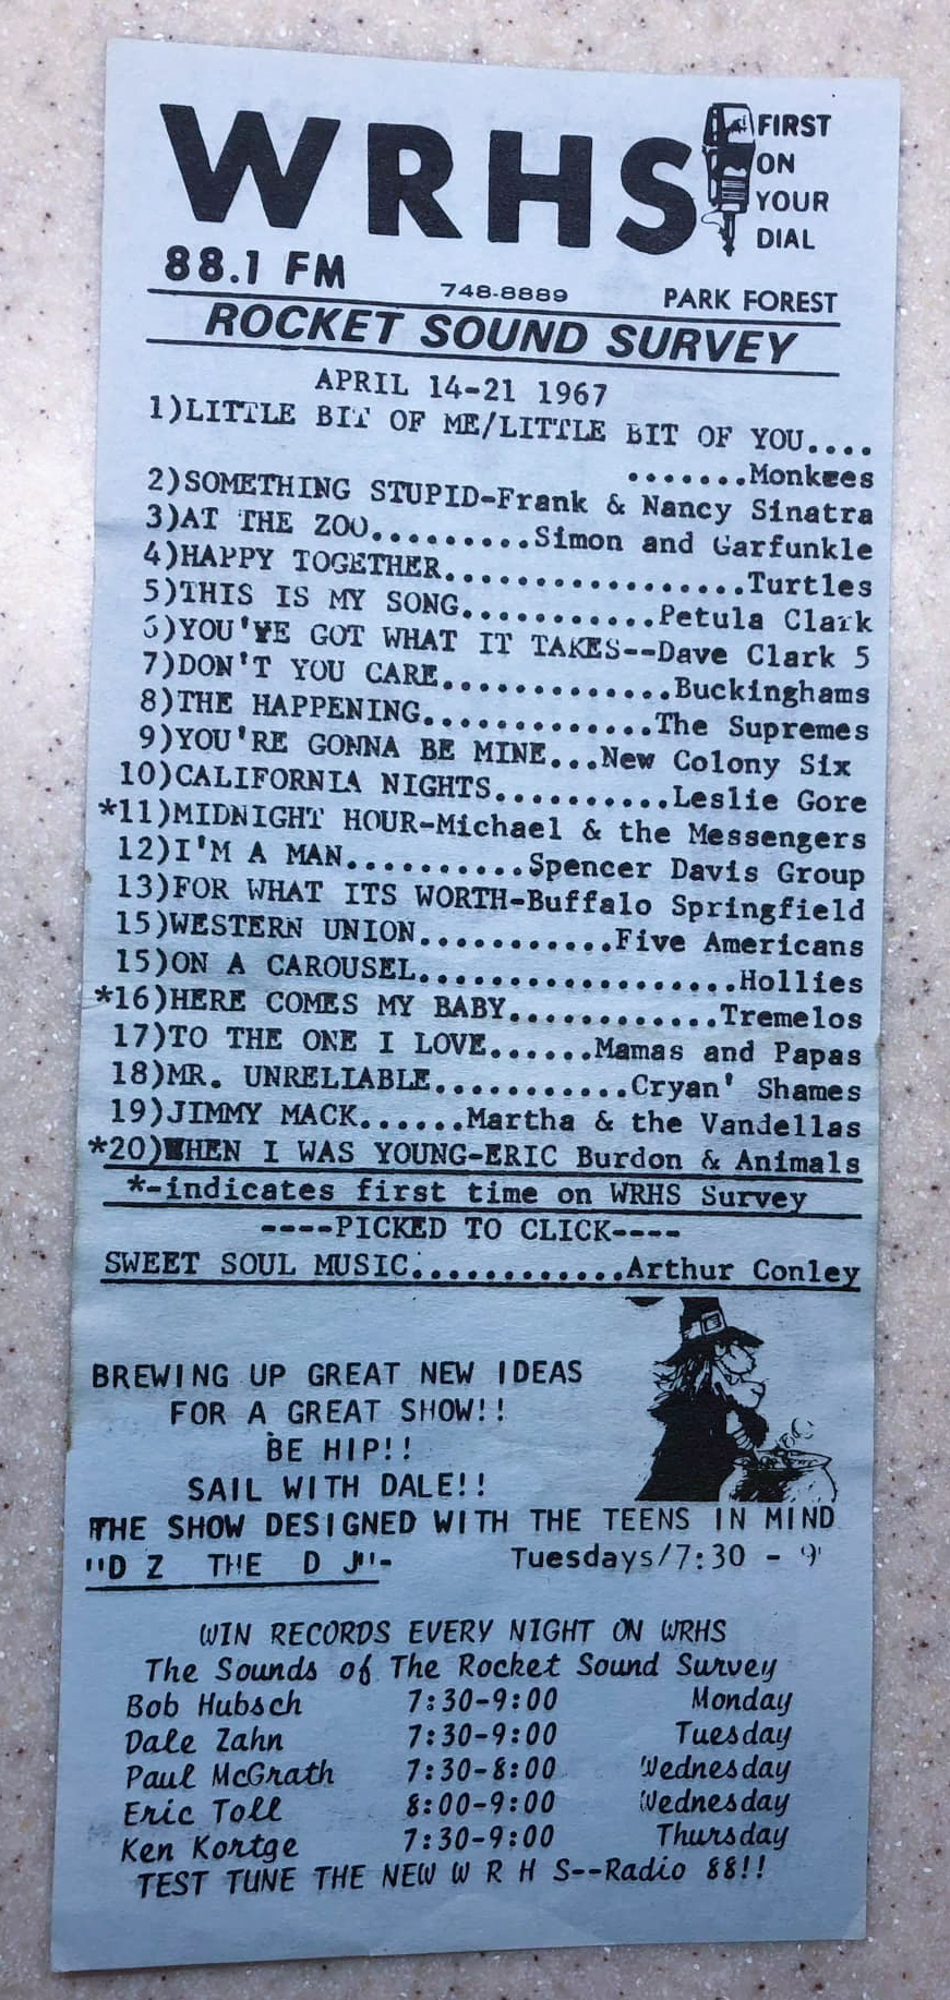 WRHS
FIRST
ON
YOUR
DIAL
88.1 FM 748-8889 PARK FOREST
ROCKET SOUND SURVEY
APRIL 14-21 1967
1)LITTLE BIT OF ME/LITTLE BIT OF YOU....
.......Monkees
2)SOMETHING STUPID-Frank & Nancy Sinatra
3)AT THE ZOO.........Simon and Garfunkle
4)HAPPY TOGETHER.................Turtles
5)THIS IS MY SONG...........Petula Clark
6)YOU'VE GOT WHAT IT TAKES--Dave Clark 5
7)DON'T YOU CARE.............Buckinghams
8)THE HAPPENING.............The Supremes
9)YOU'RE GONNA BE MINE...New Colony Six
10)CALIFORNIA NIGHTS..........Leslie Gore
*11)MIDNIGHT HOUR-Michael & the Messengers
12)I'M A MAN..........Spencer Davis Group
13)FOR WHAT ITS WORTH-Buffalo Springfield
15)WESTERN UNION...........Five Americans
15)ON A CAROUSEL..................Hollies
*16)HERE COMES MY BABY............Tremelos
17)TO THE ONE I LOVE......Mamas and Papas
18)MR. UNRELIABLE...........Cryan' Shames
19)JIMMY MACK......Martha & the Vandellas
*20)WHEN I WAS YOUNG-ERIC Burdon & Animals
*-indicates first time on WRHS Survey
----PICKED TO CLICK----
SWEET SOUL MUSIC............Arthur Conley
BREWING UP GREAT NEW IDEAS
FOR A GREAT SHOW!!
BE HIP!!
SAIL WITH DALE!!
THE SHOW DESIGNED WITH THE TEENS IN MIND
"D Z THE D J"- Tuesdays/7:30 - 9
WIN RECORDS EVERY NIGHT ON WRHS
The Sounds of The Rocket Sound Survey
Bob Hubsch 7:30-9:00 Monday
Dale Zahn 7:30-9:00 Tuesday
Paul McGrath 7:30-8:00 Wednesday
Eric Toll 8:00-9:00 Wednesday
Ken Kortge 7:30-9:00 Thursday
TEST TUNE THE NEW W R H S--Radio 88!!